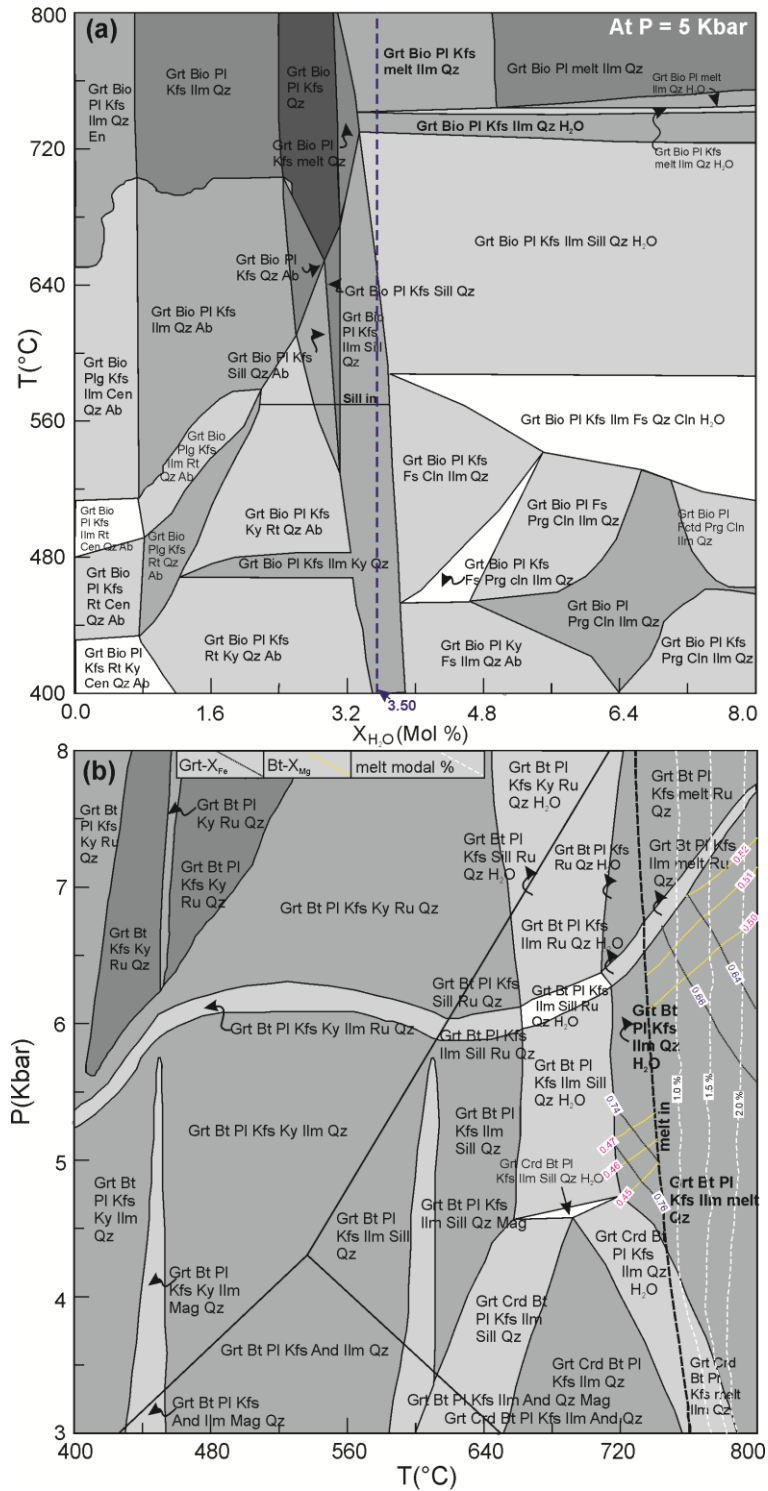 800
(a)
At P = 5 Kbar
Grt Bio
Pl Kfs
Ilm Qz
En
Grt Bio Pl
Kfs Ilm Qz
Grt Bio
Pl Kfs
Qz
Grt Bio Pl Kfs
melt Ilm Qz
Grt Bio Pl melt Ilm Qz
Grt Bio Pl melt
Ilm Qz H₂O
Grt Bio Pl
Kfs melt Qz
Grt Bio Pl Kfs Ilm Qz H₂O
Grt Bio Pl Kfs
melt Ilm Qz H₂O
720
Grt Bio Pl Kfs Ilm Sill Qz H₂O
Grt Bio Pl
Kfs Qz Ab
Grt Bio Pl Kfs Sill Qz
640
Grt Bio Pl Kfs
Ilm Qz Ab
Grt Bio
Pl Kfs
Ilm Sill
Qz
T(°C)
Grt Bio
Plg Kfs
Ilm Cen
Qz Ab
Grt Bio Pl Kfs
Sill Qz Ab
Sill in
560
Grt Bio Pl Kfs Ilm Fs Qz Cln H₂O
Grt Bio
Plg Kfs
Ilm Rt
Qz Ab
Grt Bio Pl Kfs
Fs Cln Ilm Qz
Grt Bio
Pl Kfs
Ilm Rt
Cen Qz Ab
Grt Bio
Plg Kfs
Rt Qz
Ab
Grt Bio Pl Kfs
Ky Rt Qz Ab
Grt Bio Pl Fs
Prg Cln Ilm Qz
Grt Bio Pl
Fctd Prg Cln
Ilm Qz
480
Grt Bio Pl Kfs Ilm Ky Qz
Grt Bio Pl Kfs
Fs Prg cln Ilm Qz
Grt Bio
Pl Kfs
Rt Cen
Qz Ab
Grt Bio Pl
Prg Cln Ilm Qz
Grt Bio Pl
Kfs Rt Ky
Cen Qz Ab
Grt Bio Pl Kfs
Rt Ky Qz Ab
Grt Bio Pl Ky
Fs Ilm Qz Ab
Grt Bio Pl Kfs
Prg Cln Ilm Qz
400
0.0
1.6
3.2
3.50
4.8
6.4
8.0
X_H₂O(Mol %)
8
(b)
Grt-X_Fe
Bt-X_Mg
melt modal %
Grt Bt
Pl Kfs
Ky Ru
Qz
Grt Bt Pl
Ky Ru Qz
Grt Bt Pl
Kfs Ky Ru
Qz H₂O
Grt Bt Pl
Kfs melt Ru
Qz
Grt Bt
Kfs Ky
Ru Qz
Grt Bt Pl
Kfs Ky
Ru Qz
Grt Bt Pl
Kfs Sill Ru
Qz H₂O
Grt Bt Pl Kfs
Ru Qz H₂O
Grt Bt Pl Kfs
Ilm melt Ru
Qz
0.52
0.51
0.50
7
Grt Bt Pl Kfs Ky Ru Qz
Grt Bt Pl Kfs
Ilm Ru Qz H₂O
0.64
0.66
Grt Bt Pl Kfs
Sill Ru Qz
Grt Bt Pl Kfs
Ilm Sill Ru
Qz H₂O
6
Grt Bt Pl Kfs Ky Ilm Ru Qz
Grt Bt Pl Kfs
Ilm Sill Ru Qz
Grt Bt
Pl Kfs
Ilm Qz
H₂O
P(Kbar)
Grt Bt Pl
Kfs Ilm Sill
Qz H₂O
1.0 %
1.5 %
2.0 %
Grt Bt Pl Kfs Ky Ilm Qz
Grt Bt Pl
Kfs Ilm
Sill Qz
0.74
0.47
0.46
0.45
0.76
melt in
5
Grt Bt
Pl Kfs
Ky Ilm
Qz
Grt Crd Bt Pl
Kfs Ilm Sill Qz H₂O
Grt Bt Pl
Kfs Ilm melt
Qz
Grt Bt Pl
Kfs Ilm Sill
Qz
Grt Bt Pl Kfs
Ilm Sill Qz Mag
Grt Crd Bt
Pl Kfs
Ilm Qz
H₂O
Grt Bt Pl
Kfs Ky Ilm
Mag Qz
4
Grt Crd Bt
Pl Kfs Ilm
Sill Qz
Grt Bt Pl Kfs And Ilm Qz
Grt Crd Bt Pl
Kfs Ilm Qz
Grt Crd
Bt Pl
Kfs melt
Ilm Qz
Grt Bt Pl Kfs
And Ilm Mag Qz
Grt Bt Pl Kfs Ilm And Qz Mag
Grt Crd Bt Pl Kfs Ilm And Qz
3
400
480
560
640
720
800
T(°C)